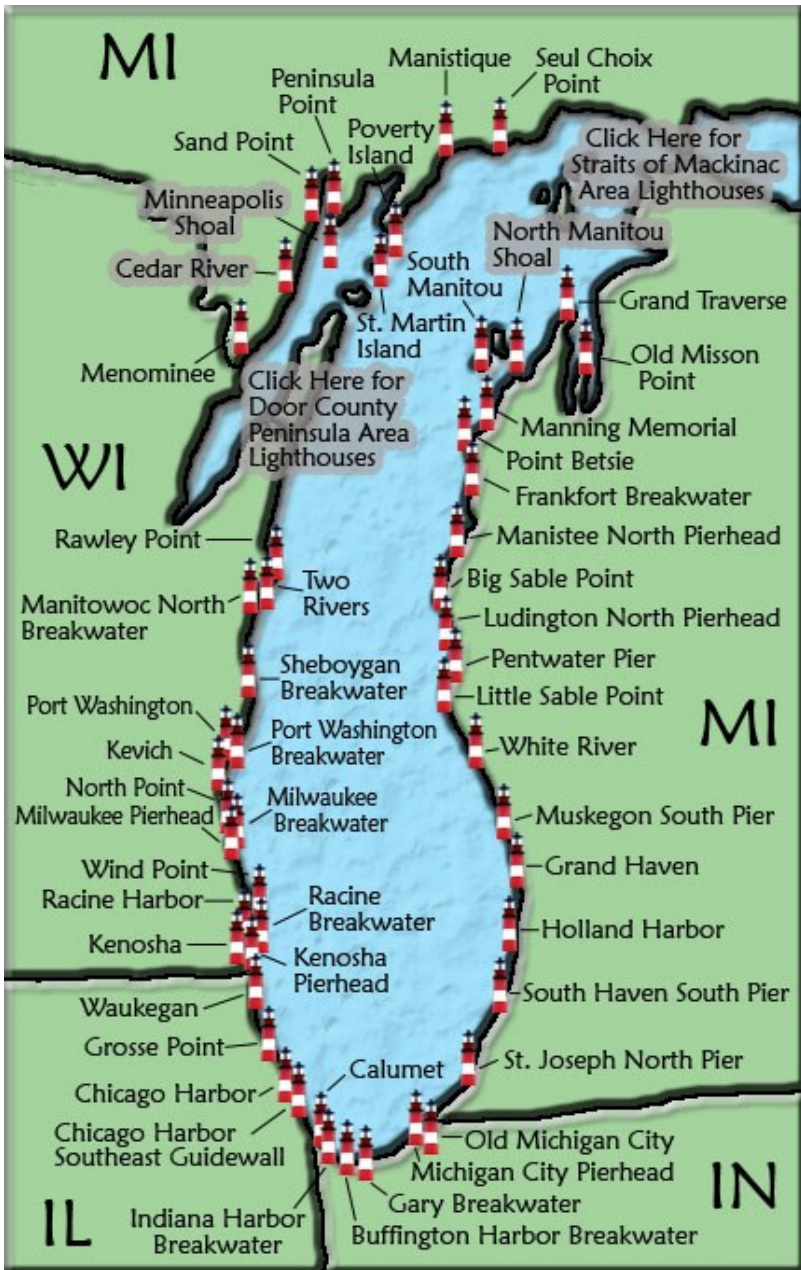 MI
Manistique
Seul Choix
Point
Peninsula
Point
Poverty
Island
Sand Point
Click Here for
Straits of Mackinac
Area Lighthouses
Minneapolis
Shoal
North Manitou
Shoal
Cedar River
South
Manitou
Grand Traverse
St. Martin
Island
Menominee
Old Misson
Point
Click Here for
Door County
Peninsula Area
Lighthouses
Manning Memorial
WI
Point Betsie
Frankfort Breakwater
Rawley Point
Manistee North Pierhead
Two
Rivers
Big Sable Point
Manitowoc North
Breakwater
Ludington North Pierhead
Sheboygan
Breakwater
Pentwater Pier
Little Sable Point
Port Washington
MI
Port Washington
Breakwater
Kevich
White River
North Point
Milwaukee Pierhead
Milwaukee
Breakwater
Muskegon South Pier
Wind Point
Grand Haven
Racine Harbor
Racine
Breakwater
Holland Harbor
Kenosha
Kenosha
Pierhead
Waukegan
South Haven South Pier
Grosse Point
St. Joseph North Pier
Calumet
Chicago Harbor
Chicago Harbor
Southeast Guidewall
Old Michigan City
Michigan City Pierhead
IN
Gary Breakwater
IL
Indiana Harbor
Breakwater
Buffington Harbor Breakwater